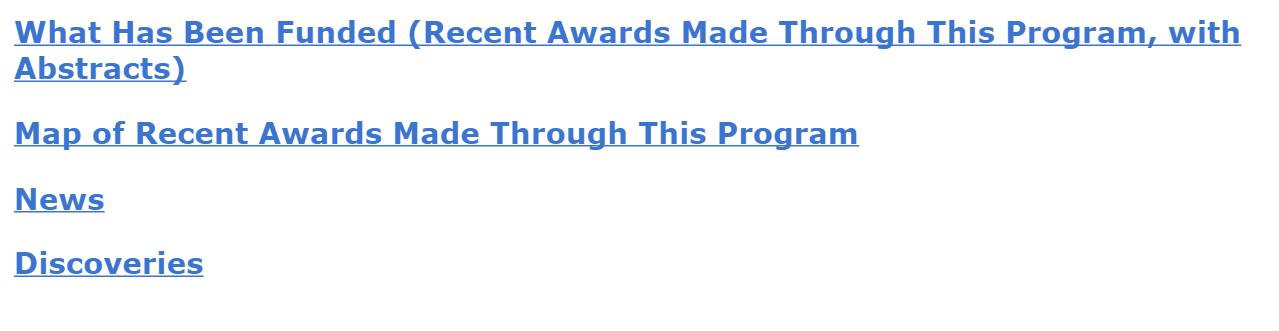 What Has Been Funded (Recent Awards Made Through This Program, with
Abstracts)
Map of Recent Awards Made Through This Program
News
Discoveries